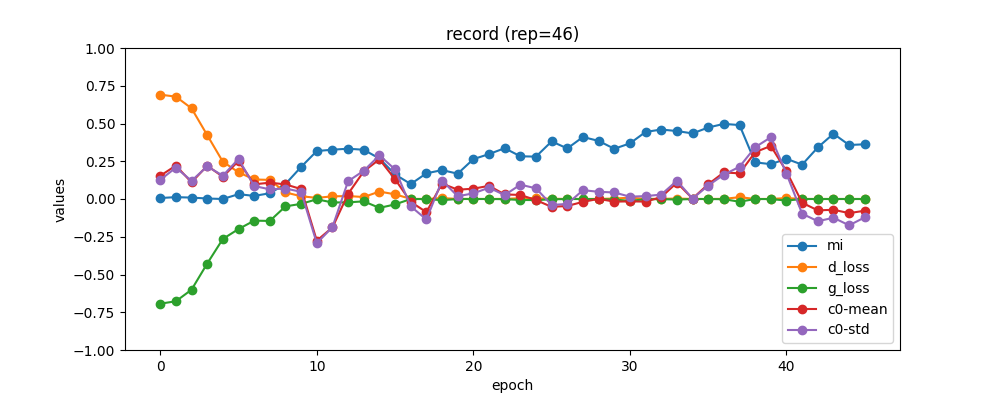 record (rep=46)
1.00
0.75
0.50
0.25
0.00
−0.25
−0.50
−0.75
−1.00
values
0
10
20
30
40
epoch
mi
d_loss
g_loss
c0-mean
c0-std